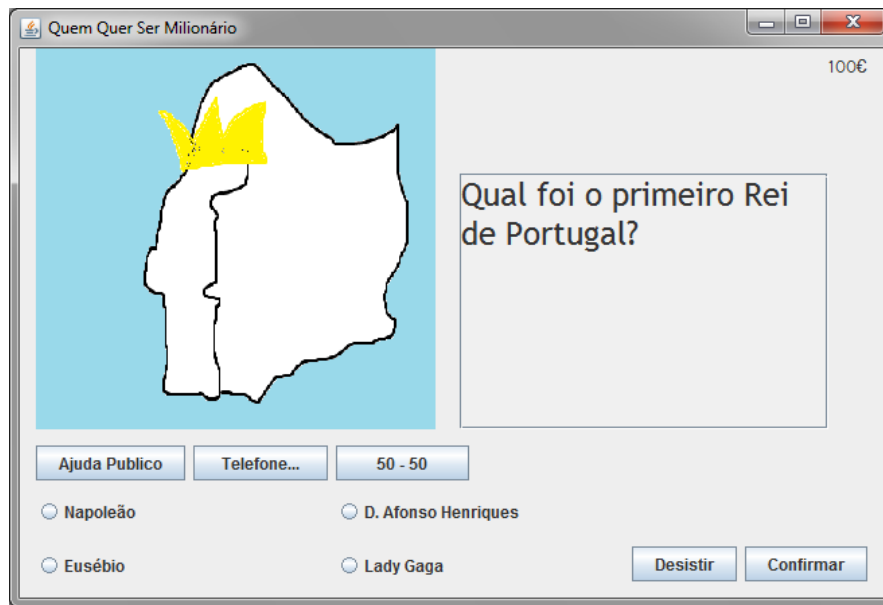 Quem Quer Ser Milionário
100€
Qual foi o primeiro Rei
de Portugal?
Ajuda Publico
Telefone...
50 - 50
Napoleão
D. Afonso Henriques
Eusébio
Lady Gaga
Desistir
Confirmar